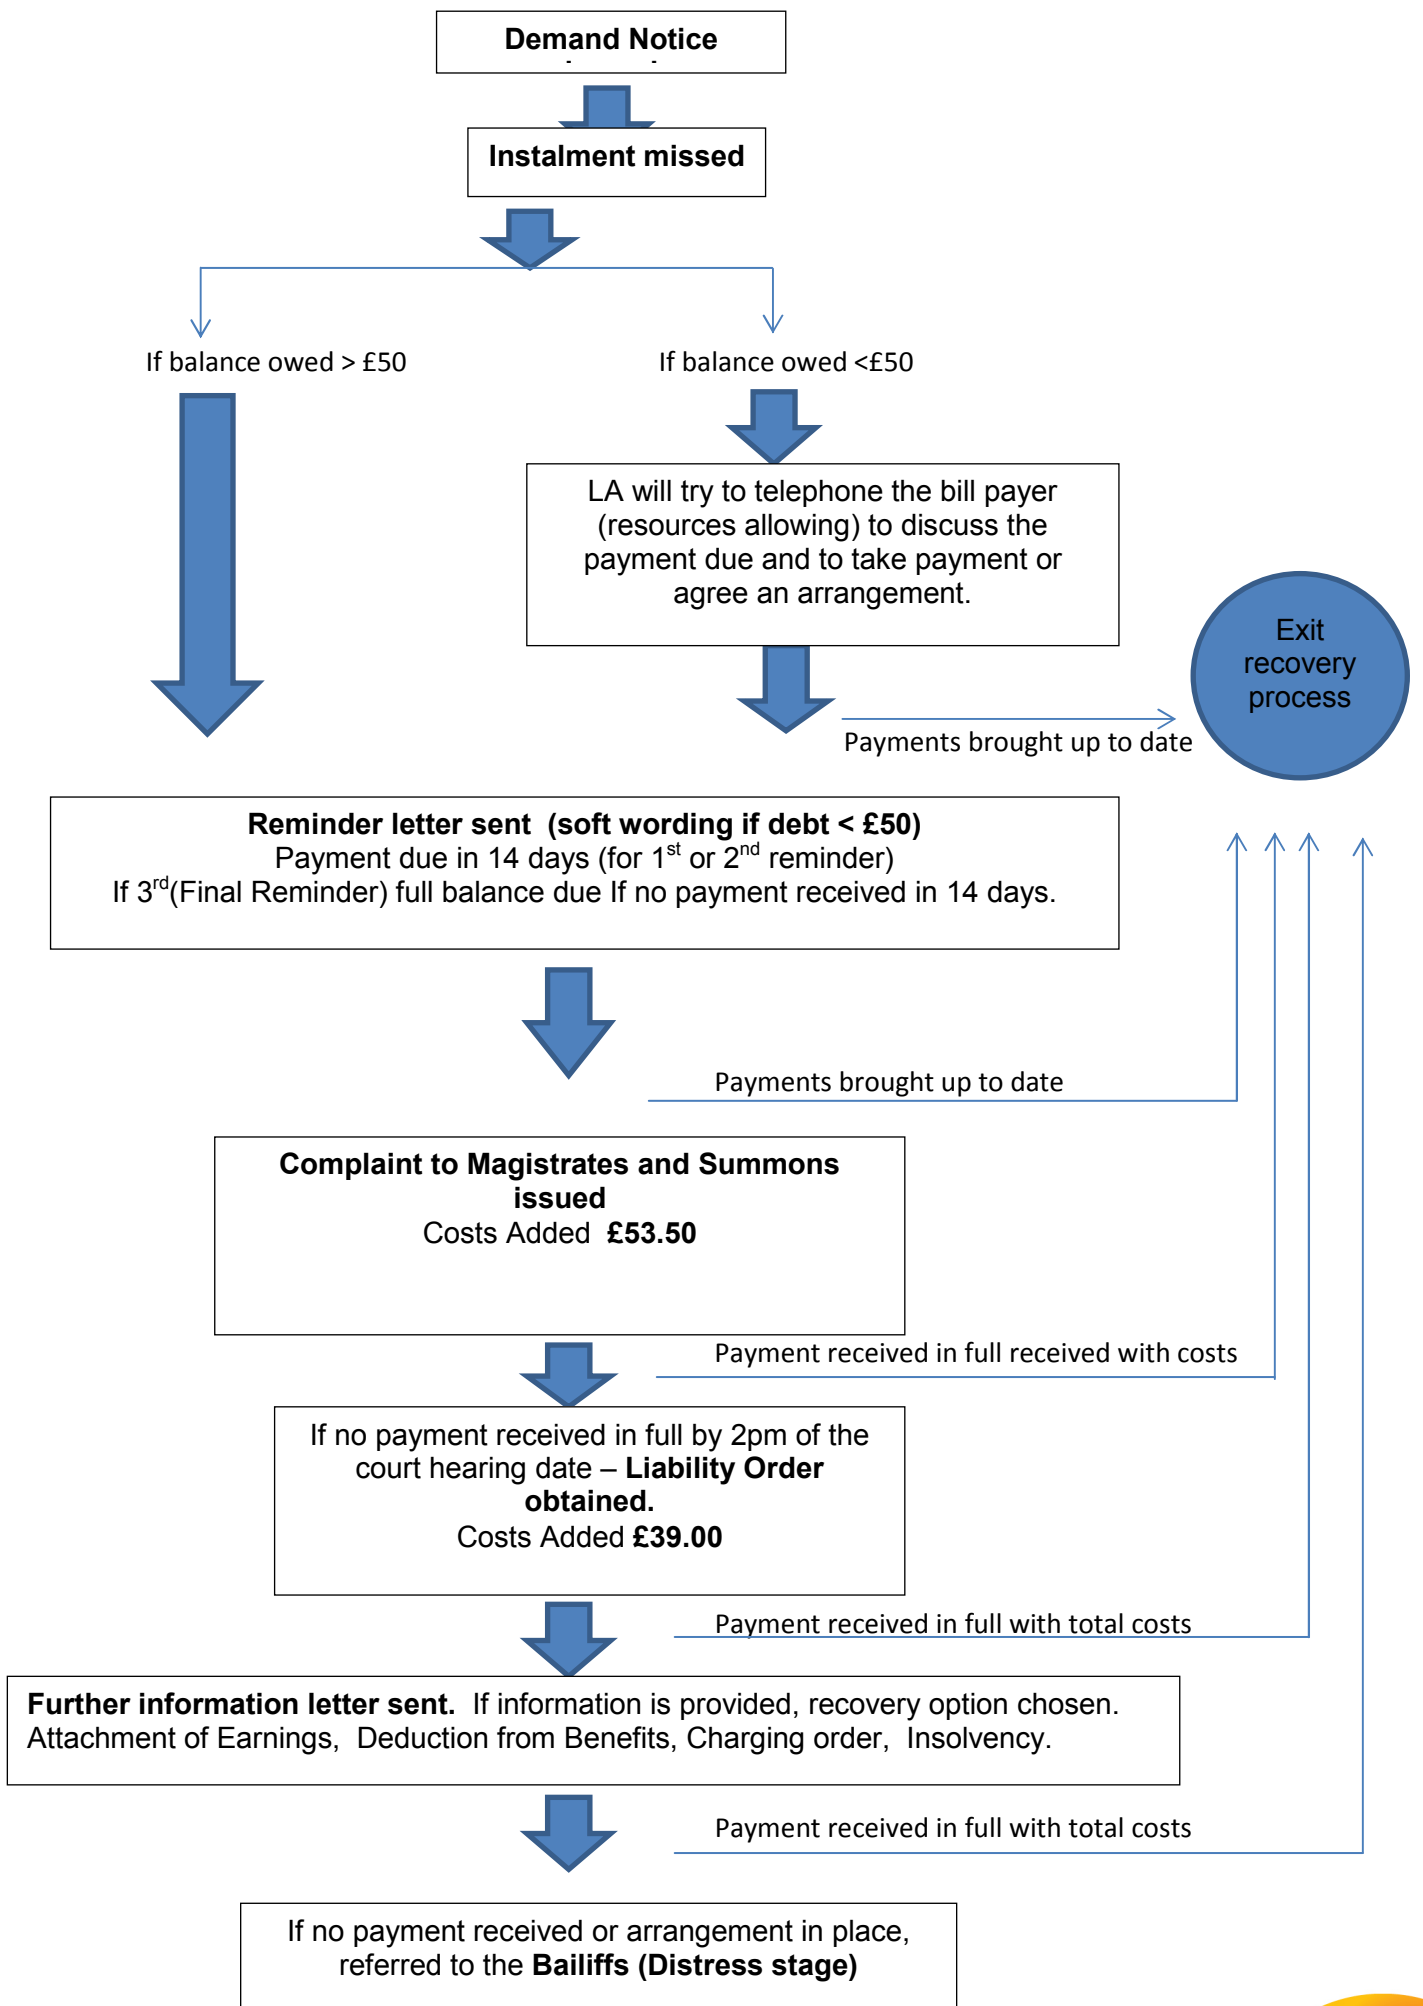 Demand Notice
Instalment missed
If balance owed > £50
If balance owed <£50
LA will try to telephone the bill payer
(resources allowing) to discuss the
payment due and to take payment or
agree an arrangement.
Exit
recovery
process
Payments brought up to date
Reminder letter sent  (soft wording if debt < £50)
Payment due in 14 days (for 1st or 2nd reminder)
If 3rd(Final Reminder) full balance due If no payment received in 14 days.
Payments brought up to date
Complaint to Magistrates and Summons
issued
Costs Added  £53.50
Payment received in full received with costs
If no payment received in full by 2pm of the
court hearing date – Liability Order
obtained.
Costs Added £39.00
Payment received in full with total costs
Further information letter sent.  If information is provided, recovery option chosen.
Attachment of Earnings,  Deduction from Benefits, Charging order,  Insolvency.
Payment received in full with total costs
If no payment received or arrangement in place,
referred to the Bailiffs (Distress stage)